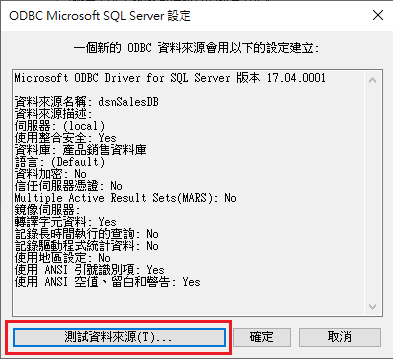 ODBC Microsoft SQL Server 設定
一個新的 ODBC 資料來源會用以下的設定建立:
Microsoft ODBC Driver for SQL Server 版本 17.04.0001
資料來源名稱: dsnSalesDB
資料來源描述:
伺服器: (local)
使用整合安全: Yes
資料庫: 產品銷售資料庫
語言: (Default)
資料加密: No
信任伺服器憑證: No
Multiple Active Result Sets(MARS): No
鏡像伺服器:
轉譯字元資料: Yes
記錄長時間執行的查詢: No
記錄驅動程式統計資料: No
使用地區設定: No
使用 ANSI 引號識別項: Yes
使用 ANSI 空值、留白和警告: Yes
測試資料來源(T)... 確定 取消